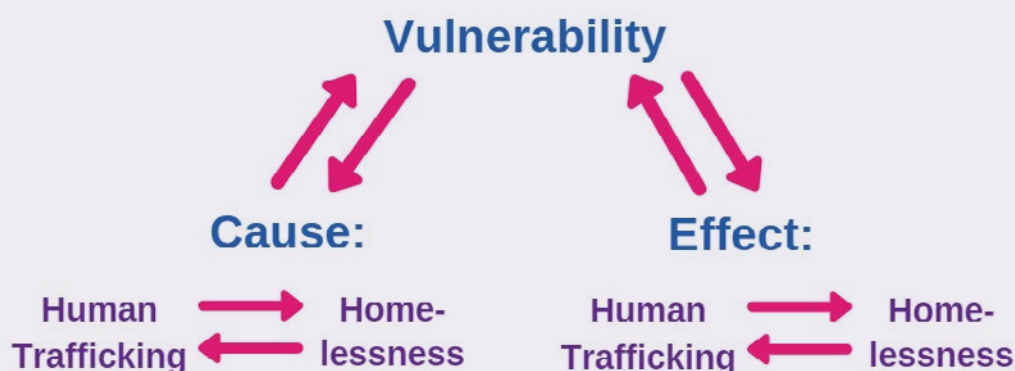 Vulnerability
Cause:
Effect:
Human
Home-
Trafficking
lessness
Human
Home-
Trafficking
lessness